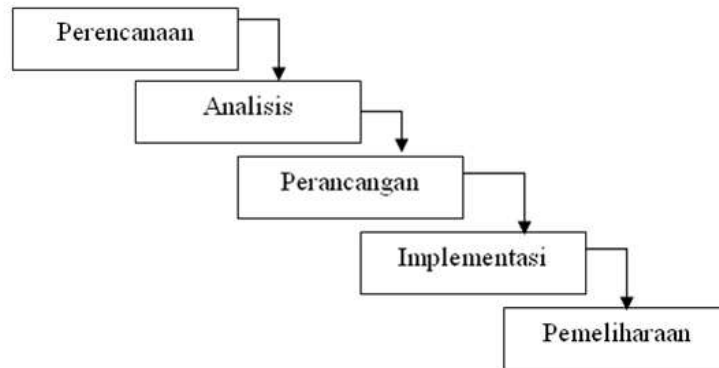 Perencanaan
Analisis
Perancangan
Implementasi
Pemeliharaan